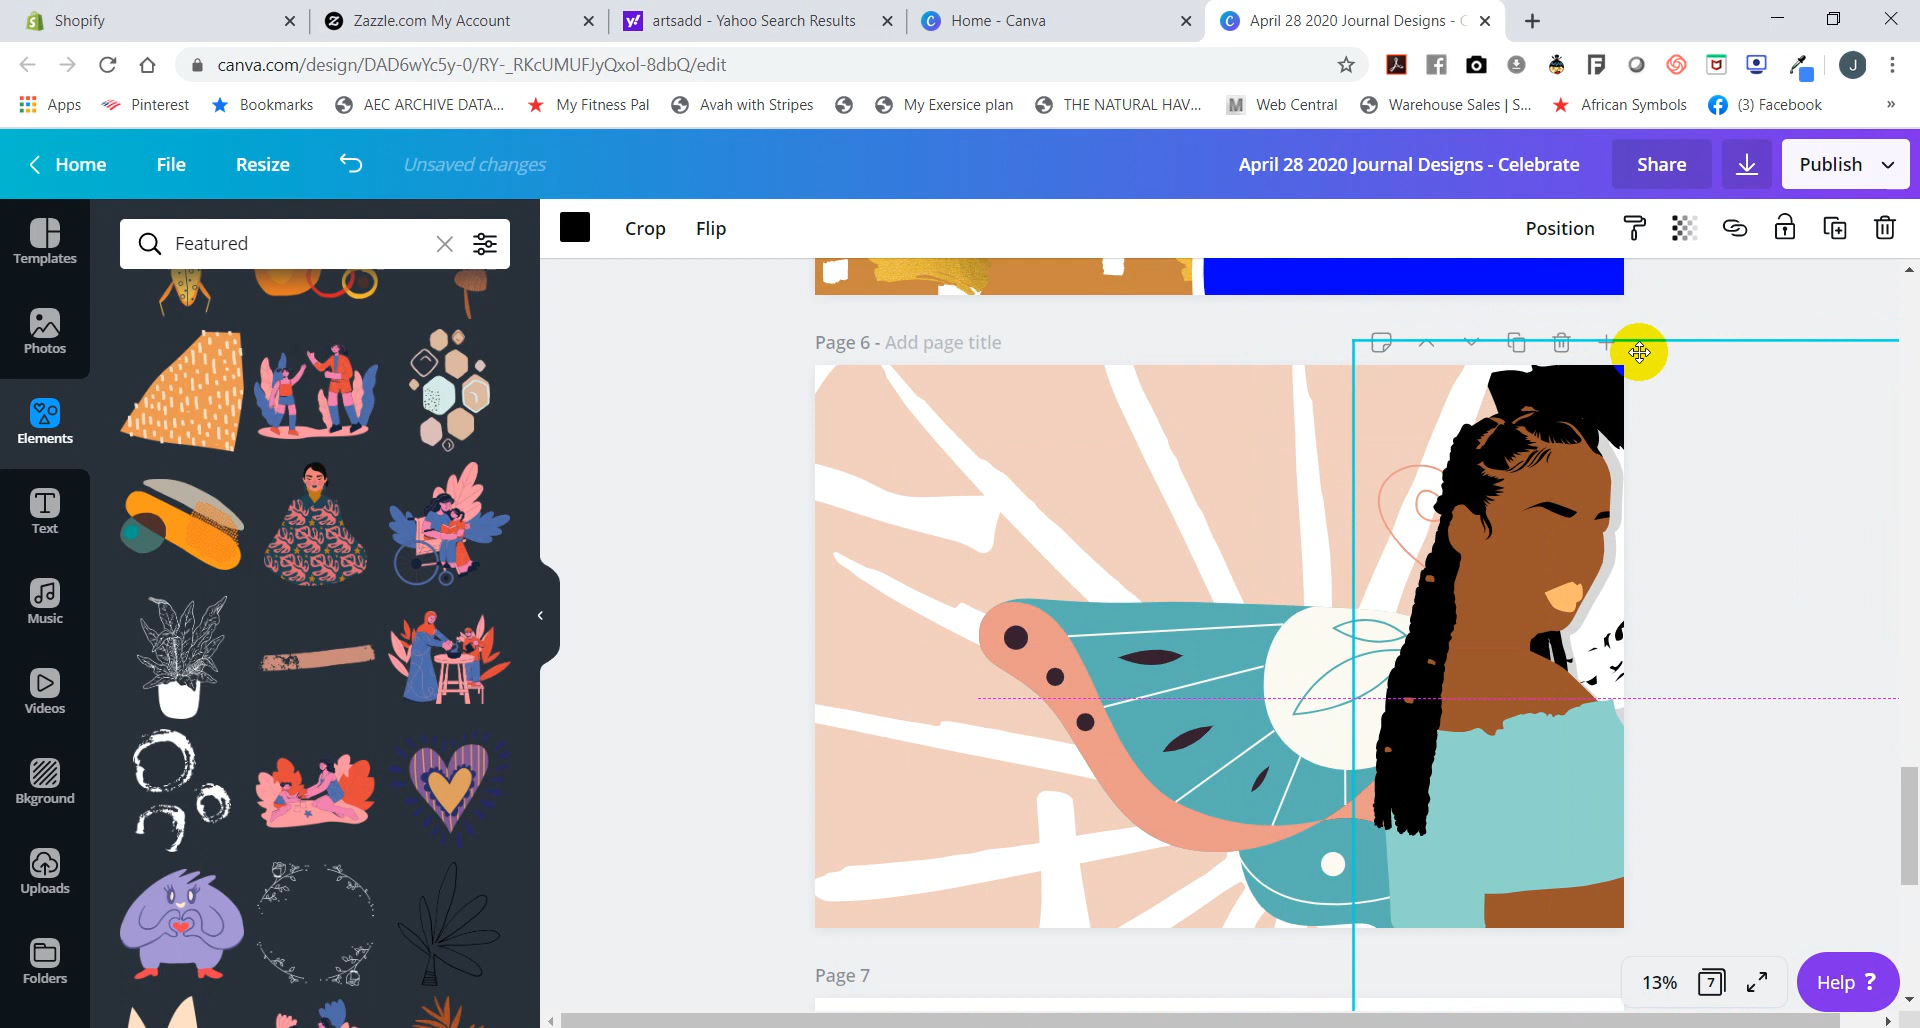 Shopify
Zazzle.com My Account
artsadd - Yahoo Search Results
Home - Canva
April 28 2020 Journal Designs - C
canva.com/design/DAD6wYc5y-0/RY-_RKcUMUFJyQxol-8dbQ/edit
J
Apps
Pinterest
Bookmarks
AEC ARCHIVE DATA...
My Fitness Pal
Avah with Stripes
My Exersice plan
THE NATURAL HAV...
Web Central
Warehouse Sales | S...
African Symbols
(3) Facebook
»
Home
File
Resize
Unsaved changes
April 28 2020 Journal Designs - Celebrate
Share
Publish
Templates
Photos
Elements
Text
Music
Videos
Bkground
Uploads
Folders
Featured
Crop
Flip
Position
Page 6 - Add page title
Page 7
13%
7
Help ?